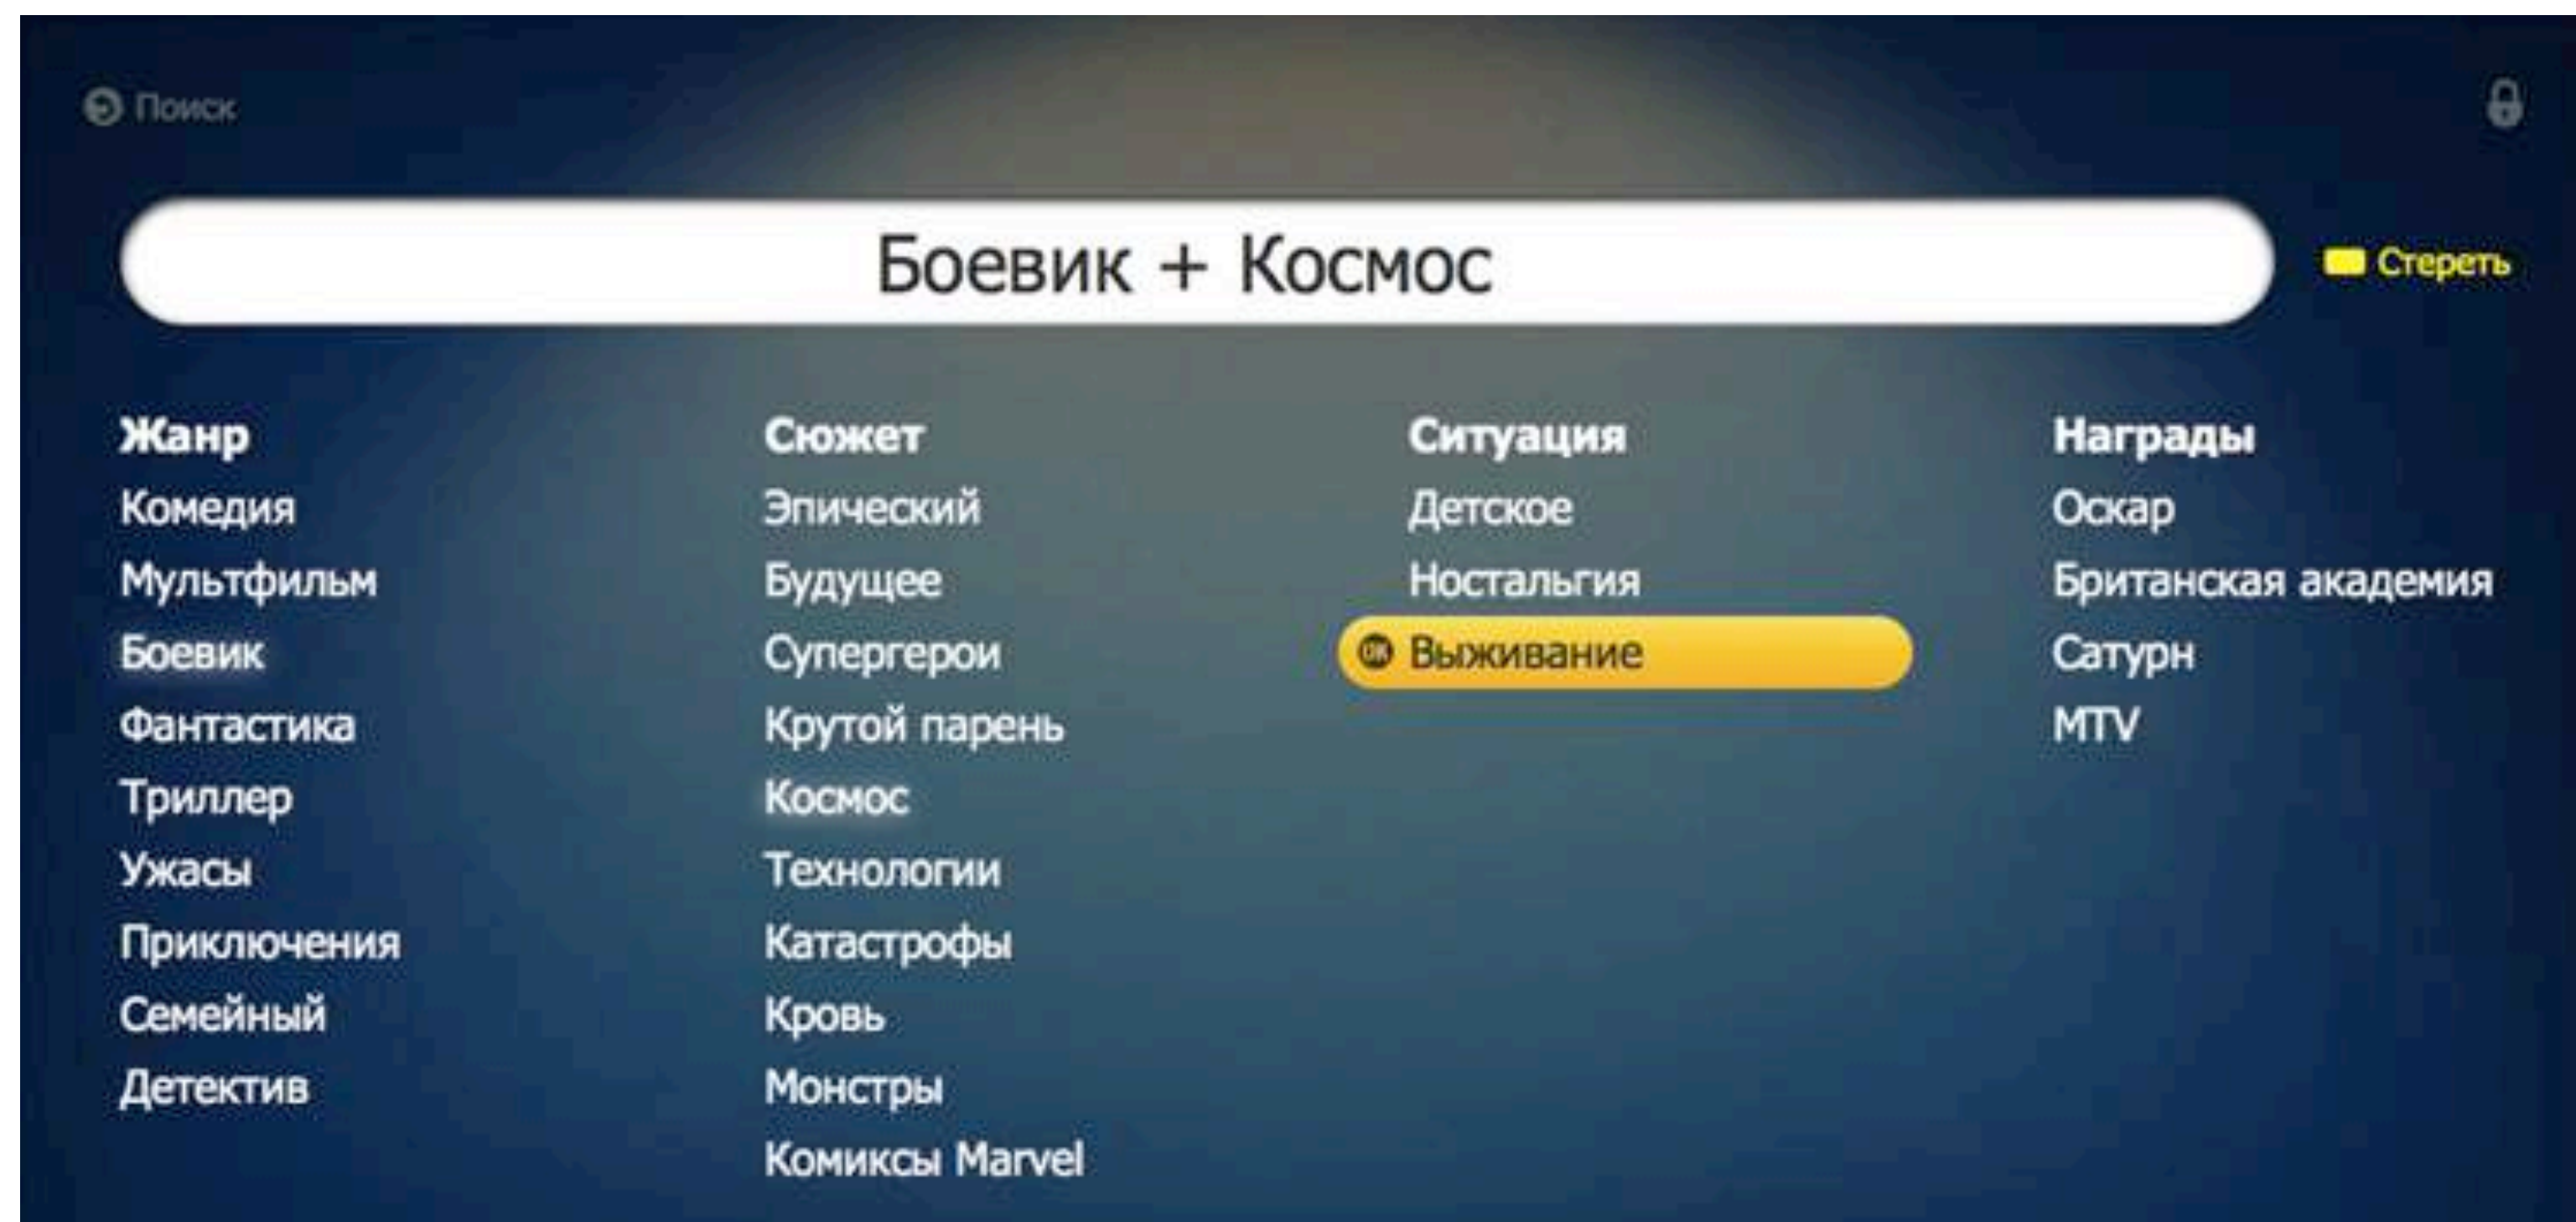 Поиск
Боевик + Космос
Стереть
Жанр
Комедия
Мультфильм
Боевик
Фантастика
Триллер
Ужасы
Приключения
Семейный
Детектив
Сюжет
Эпический
Будущее
Супергерои
Крутой парень
Космос
Технологии
Катастрофы
Кровь
Монстры
Комиксы Marvel
Ситуация
Детское
Ностальгия
OK Выживание
Награды
Оскар
Британская академия
Сатурн
MTV